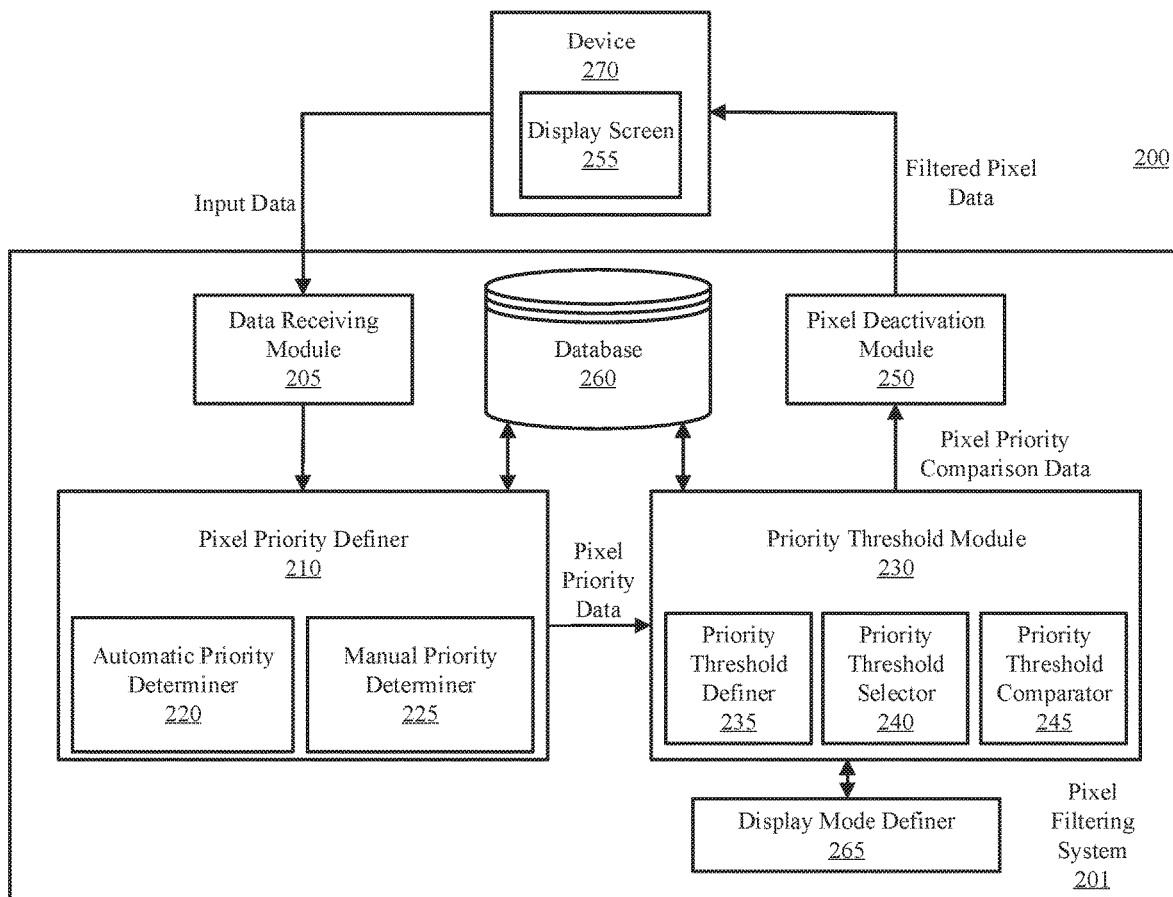 Device
270
Display Screen
255
200
Input Data
Filtered Pixel
Data
Data Receiving
Module
205
Database
260
Pixel Deactivation
Module
250
Pixel Priority
Comparison Data
Pixel Priority Definer
210
Pixel
Priority
Data
Priority Threshold Module
230
Automatic Priority
Determiner
220
Manual Priority
Determiner
225
Priority
Threshold
Definer
235
Priority
Threshold
Selector
240
Priority
Threshold
Comparator
245
Display Mode Definer
265
Pixel
Filtering
System
201